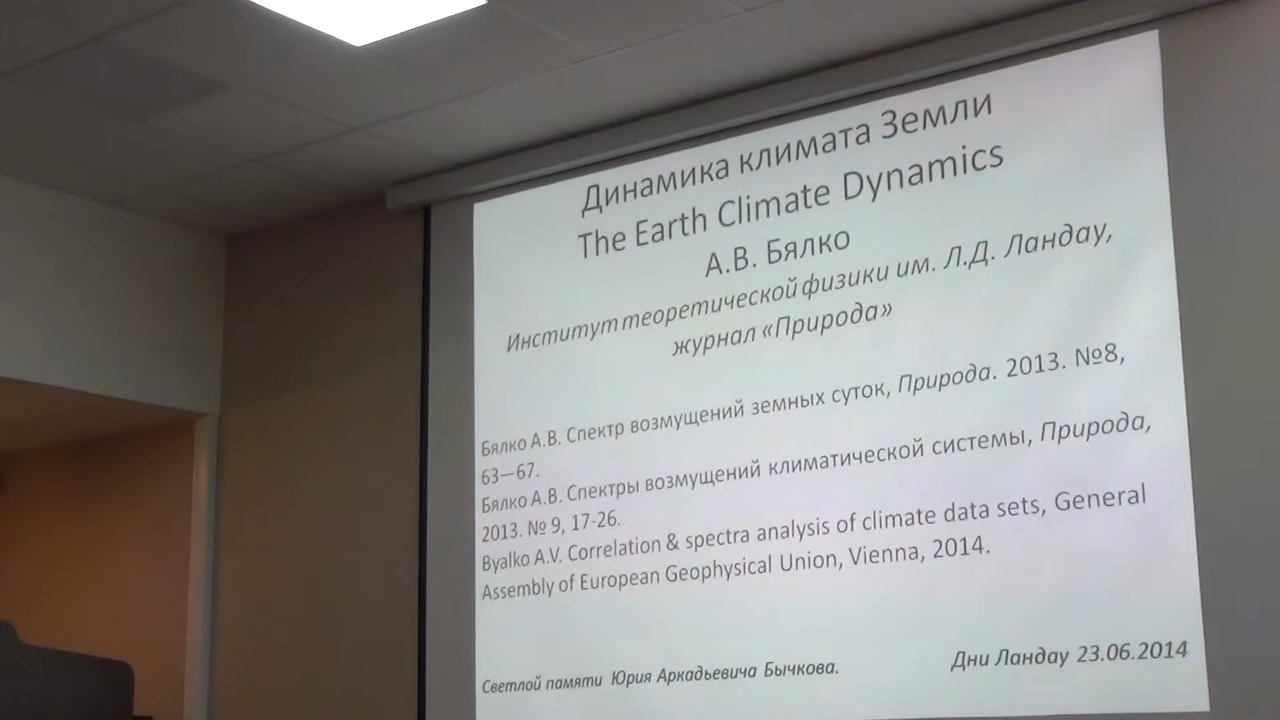 Динамика климата Земли
The Earth Climate Dynamics
А.В. Бялко
Институт теоретической физики им. Л.Д. Ландау,
журнал «Природа»
Бялко А.В. Спектр возмущений земных суток, Природа. 2013. №8,
63—67.
Бялко А.В. Спектры возмущений климатической системы, Природа,
2013. № 9, 17-26.
Byalko A.V. Correlation & spectra analysis of climate data sets, General
Assembly of European Geophysical Union, Vienna, 2014.
Светлой памяти Юрия Аркадьевича Бычкова. Дни Ландау 23.06.2014